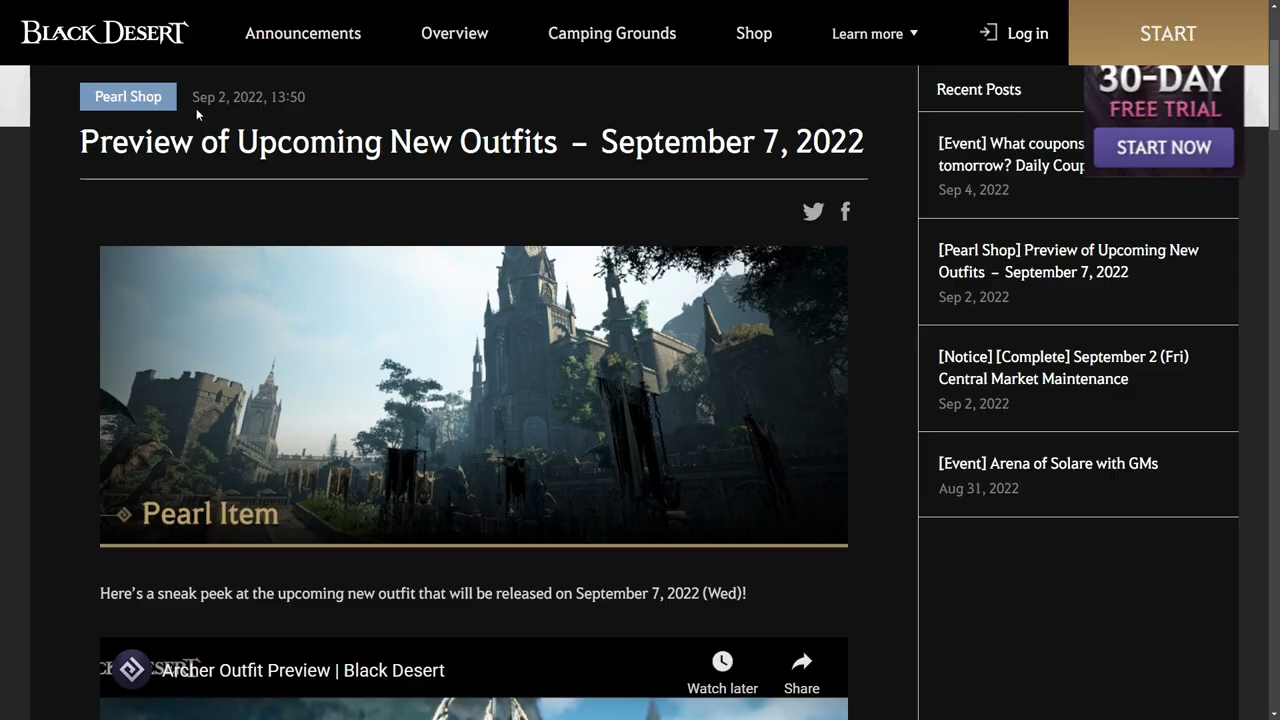 BLACK DESERT
Announcements
Overview
Camping Grounds
Shop
Learn more
Log in
START
Pearl Shop
Sep 2, 2022, 13:50
Preview of Upcoming New Outfits – September 7, 2022
Pearl Item
Here's a sneak peek at the upcoming new outfit that will be released on September 7, 2022 (Wed)!
Archer Outfit Preview | Black Desert
Watch later
Share
Recent Posts
30-DAY
FREE TRIAL
START NOW
[Event] What coupons
tomorrow? Daily Coup
Sep 4, 2022
[Pearl Shop] Preview of Upcoming New
Outfits – September 7, 2022
Sep 2, 2022
[Notice] [Complete] September 2 (Fri)
Central Market Maintenance
Sep 2, 2022
[Event] Arena of Solare with GMs
Aug 31, 2022